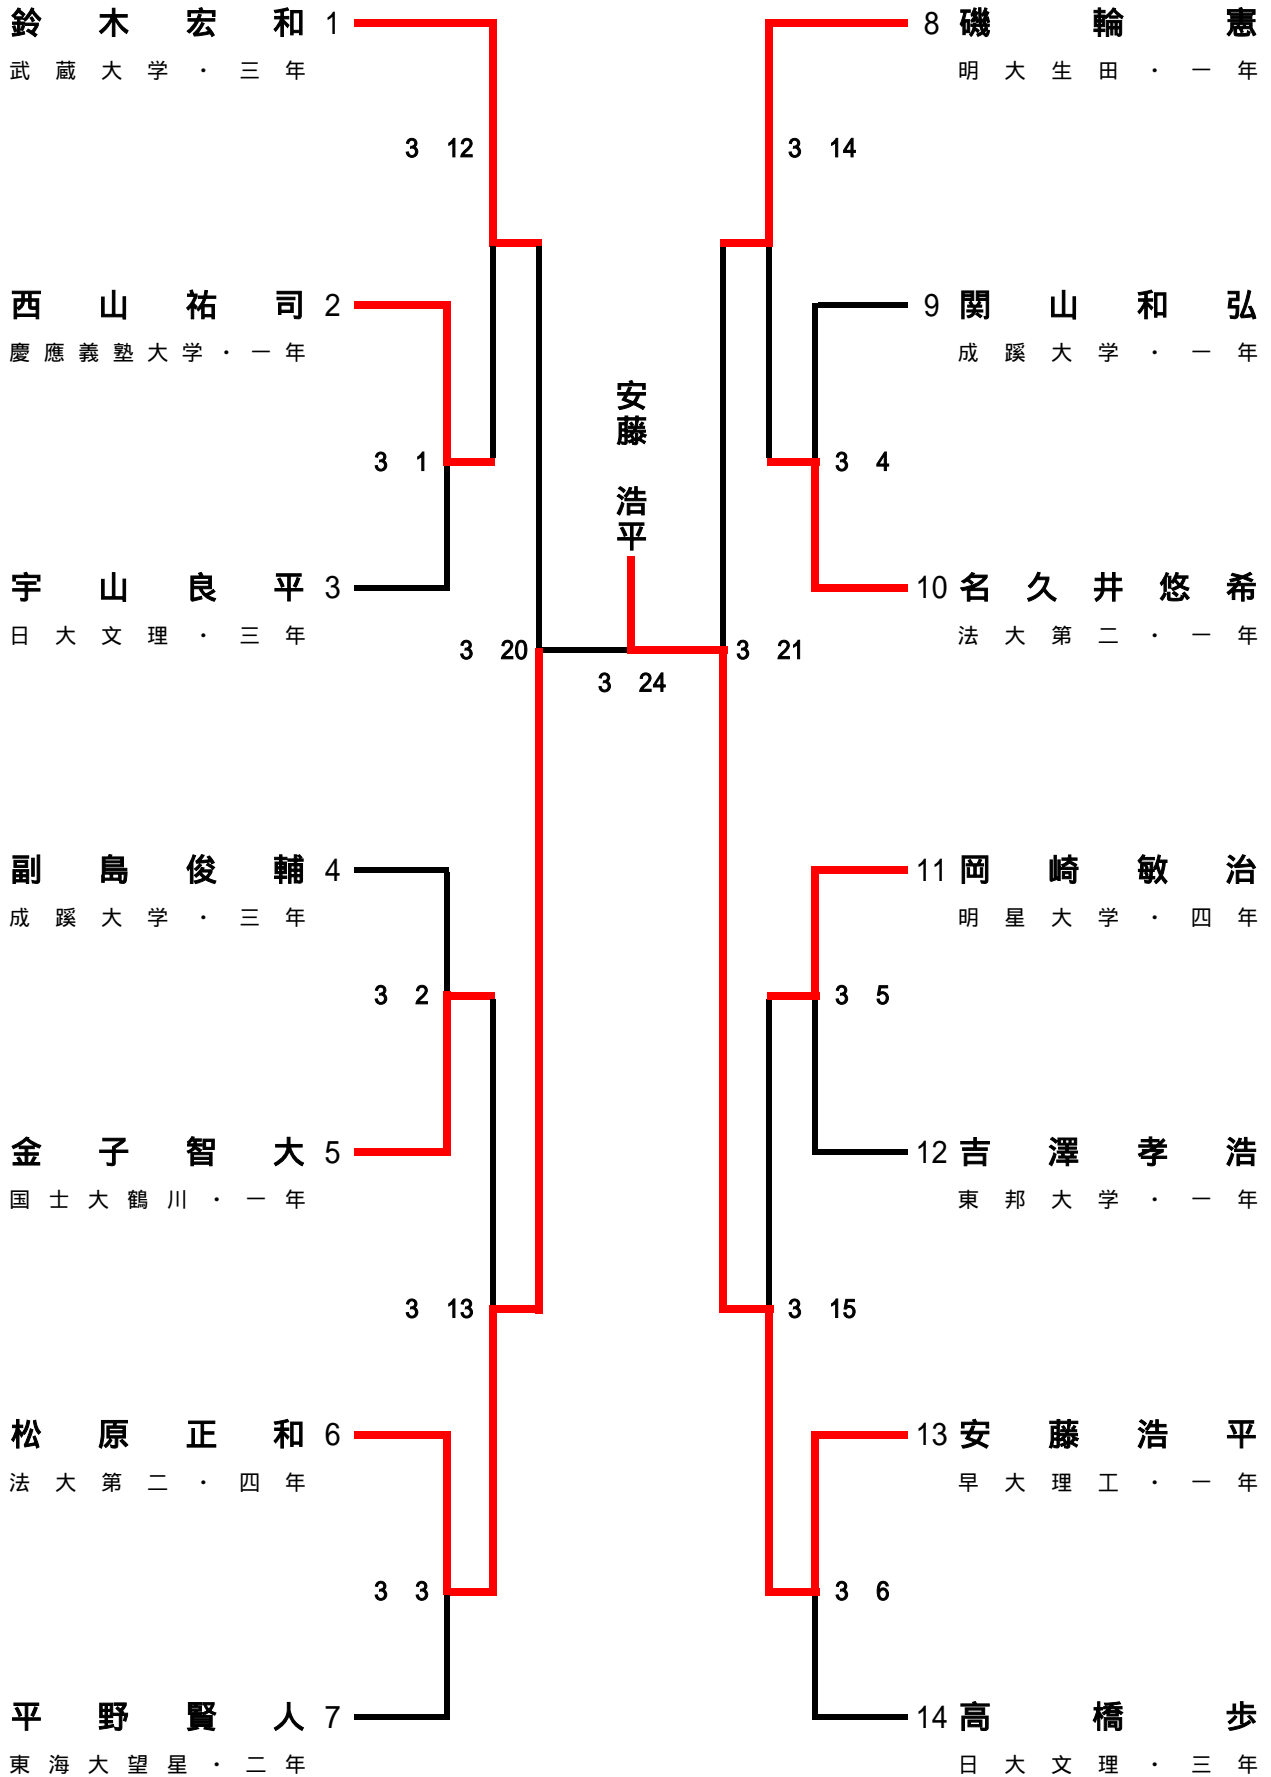 鈴木宏和 1
武蔵大学・三年
3 12
西山祐司 2
慶應義塾大学・一年
3 1
宇山良平 3
日大文理・三年
3 20
副島俊輔 4
成蹊大学・三年
3 2
金子智大 5
国士大鶴川・一年
3 13
松原正和 6
法大第二・四年
3 3
平野賢人 7
東海大望星・二年
安藤 浩平
3 24
8 磯輪憲
明大生田・一年
3 14
9 関山和弘
成蹊大学・一年
3 4
10 名久井悠希
法大第二・一年
3 21
11 岡崎敏治
明星大学・四年
3 5
12 吉澤孝浩
東邦大学・一年
3 15
13 安藤浩平
早大理工・一年
3 6
14 高橋歩
日大文理・三年